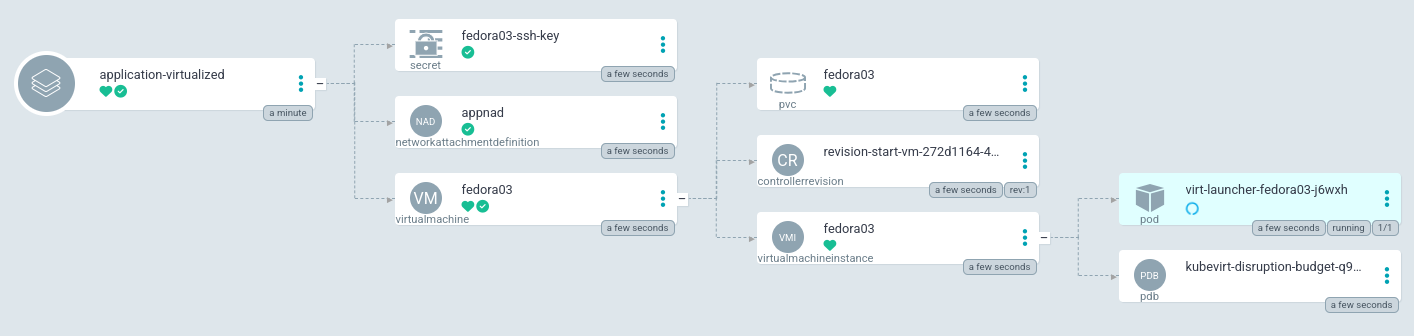 application-virtualized
a minute
fedora03-ssh-key
secret
a few seconds
NAD
appnad
networkattachmentdefinition
a few seconds
VM
fedora03
virtualmachine
a few seconds
fedora03
pvc
a few seconds
CR
revision-start-vm-272d1164-4...
controllerrevision
a few seconds rev:1
VMI
fedora03
virtualmachineinstance
a few seconds
virt-launcher-fedora03-j6wxh
pod
a few seconds running 1/1
PDB
kubevirt-disruption-budget-q9...
pdb
a few seconds